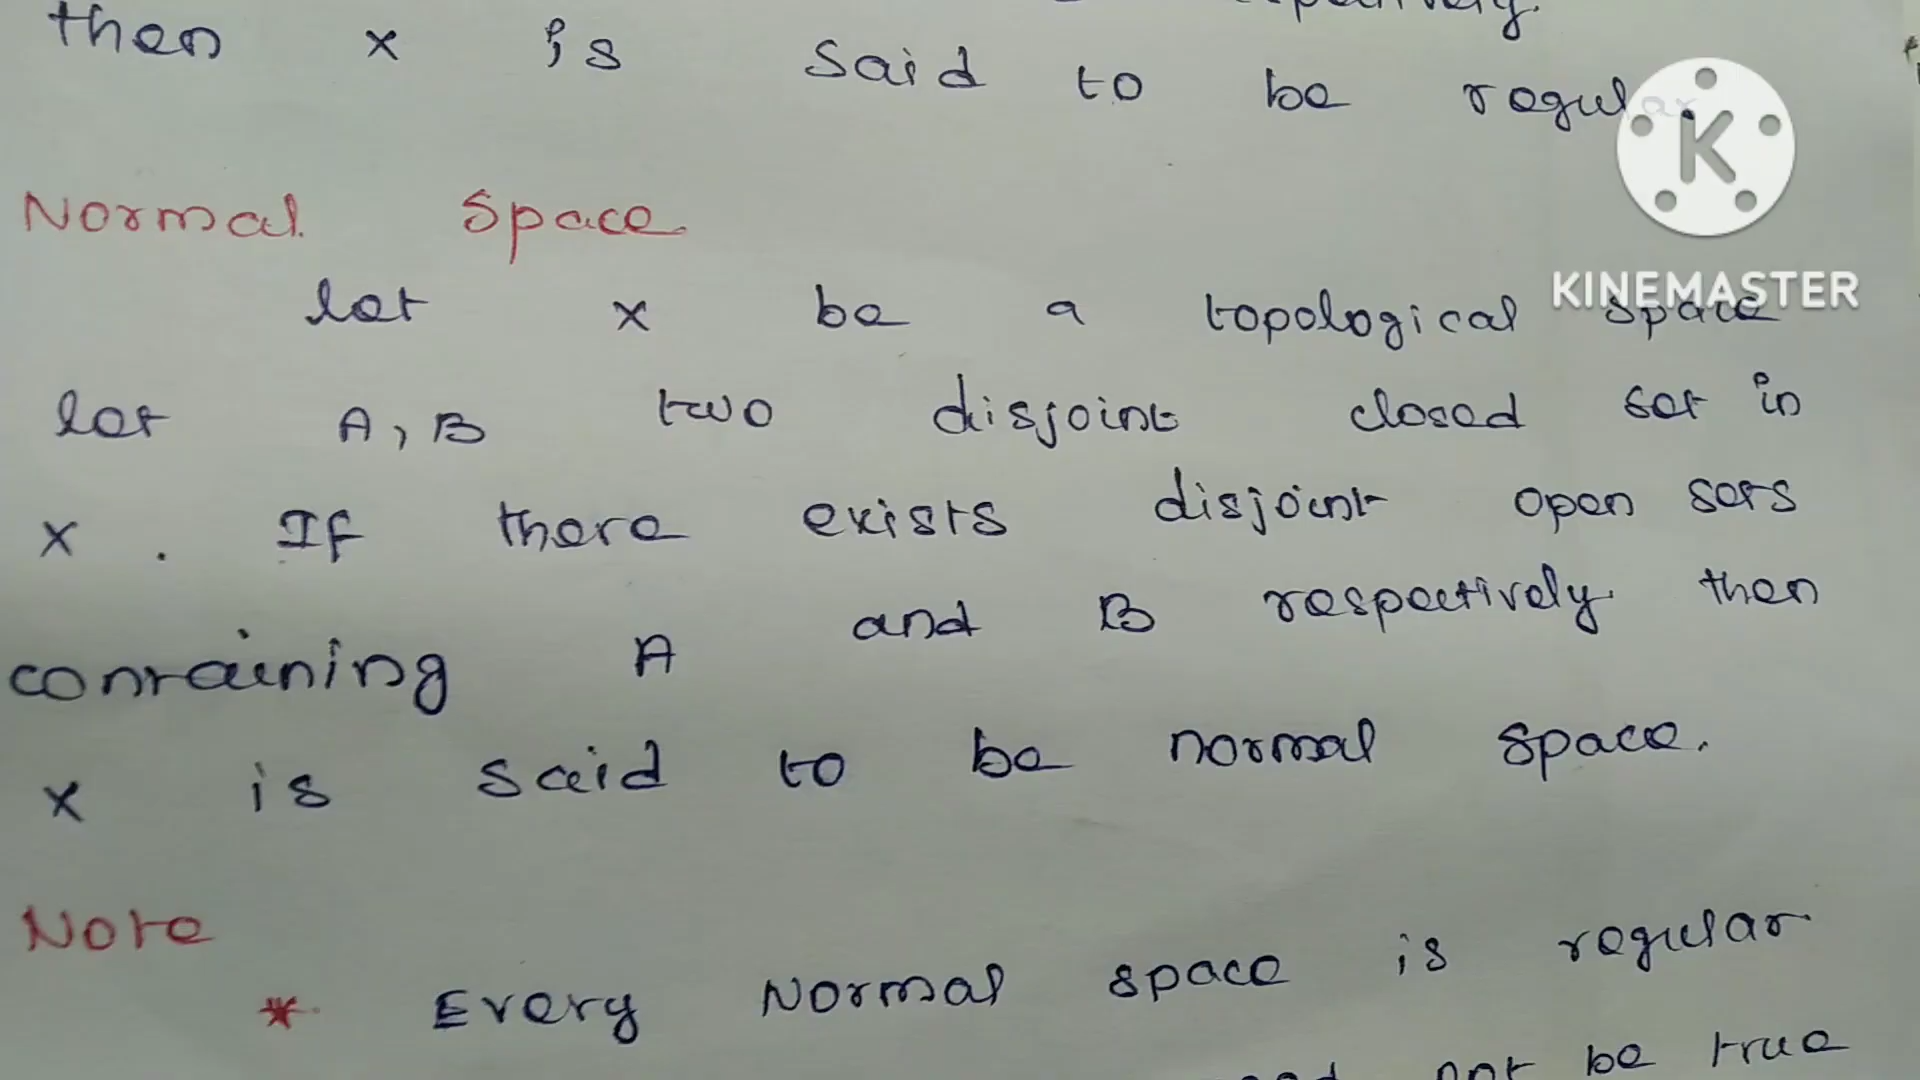 then x is said to be regular
KINEMASTER
Normal Space
let x be a topological space
let A, B two disjoint closed set in
x. If there exists disjoint open sets
containing A and B respectively then
x is said to be normal space.
Note
* Every Normal space is regular
not be true